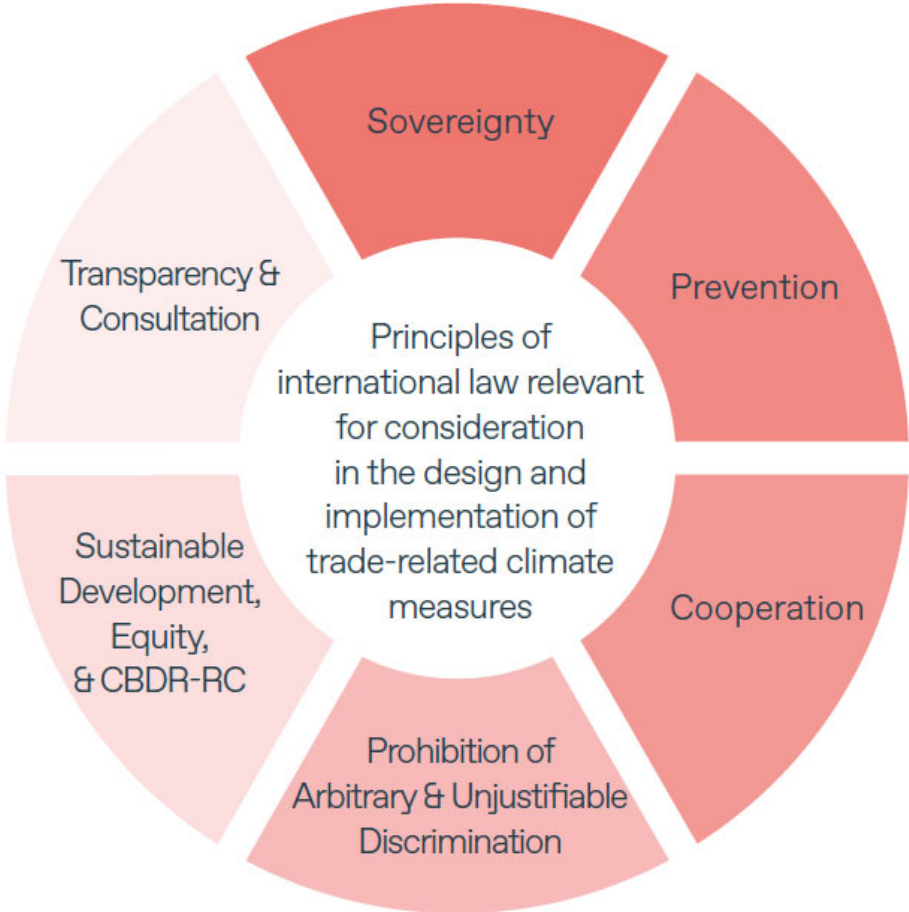 Sovereignty
Prevention
Cooperation
Prohibition of
Arbitrary & Unjustifiable
Discrimination
Sustainable
Development,
Equity,
& CBDR-RC
Transparency &
Consultation
Principles of
international law relevant
for consideration
in the design and
implementation of
trade-related climate
measures